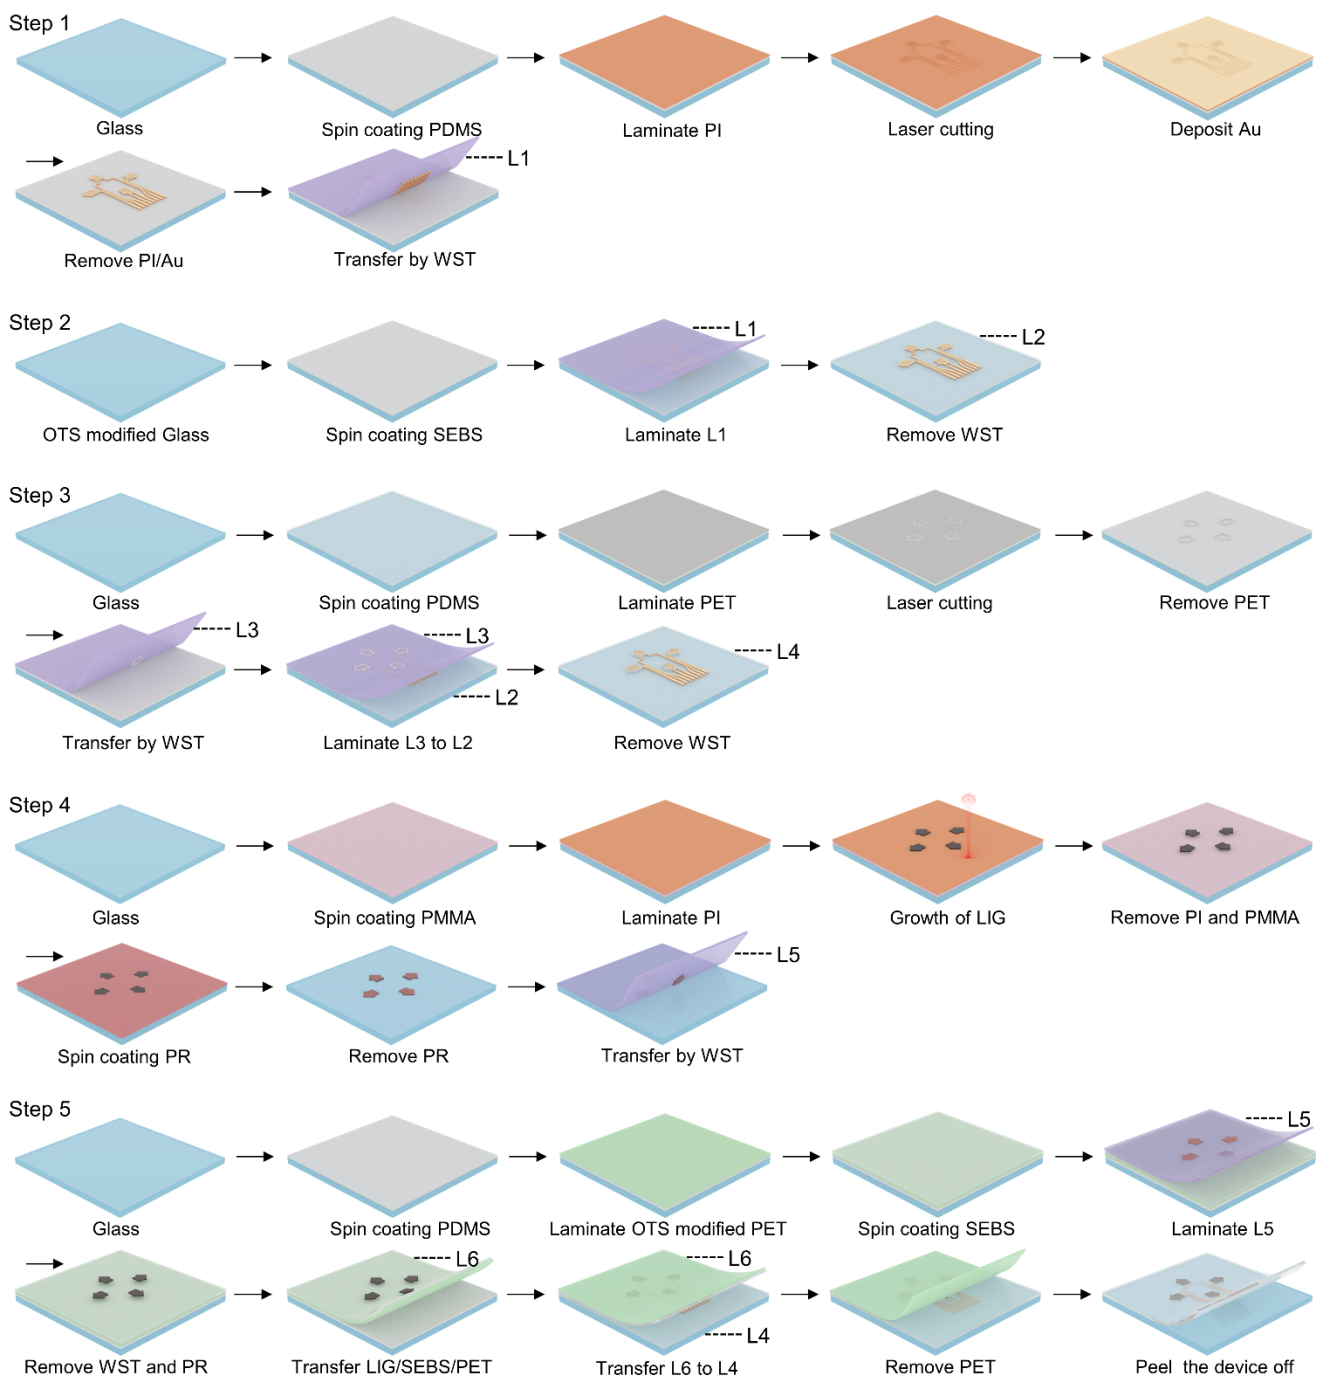 Step 1
Glass
Spin coating PDMS
Laminate PI
Laser cutting
Deposit Au
L1
Remove PI/Au
Transfer by WST
Step 2
L1
L2
OTS modified Glass
Spin coating SEBS
Laminate L1
Remove WST
Step 3
Glass
Spin coating PDMS
Laminate PET
Laser cutting
Remove PET
L3
L3
L4
L2
Transfer by WST
Laminate L3 to L2
Remove WST
Step 4
Glass
Spin coating PMMA
Laminate PI
Growth of LIG
Remove PI and PMMA
L5
Spin coating PR
Remove PR
Transfer by WST
Step 5
L5
Glass
Spin coating PDMS
Laminate OTS modified PET
Spin coating SEBS
Laminate L5
L6
L6
L4
Remove WST and PR
Transfer LIG/SEBS/PET
Transfer L6 to L4
Remove PET
Peel the device off